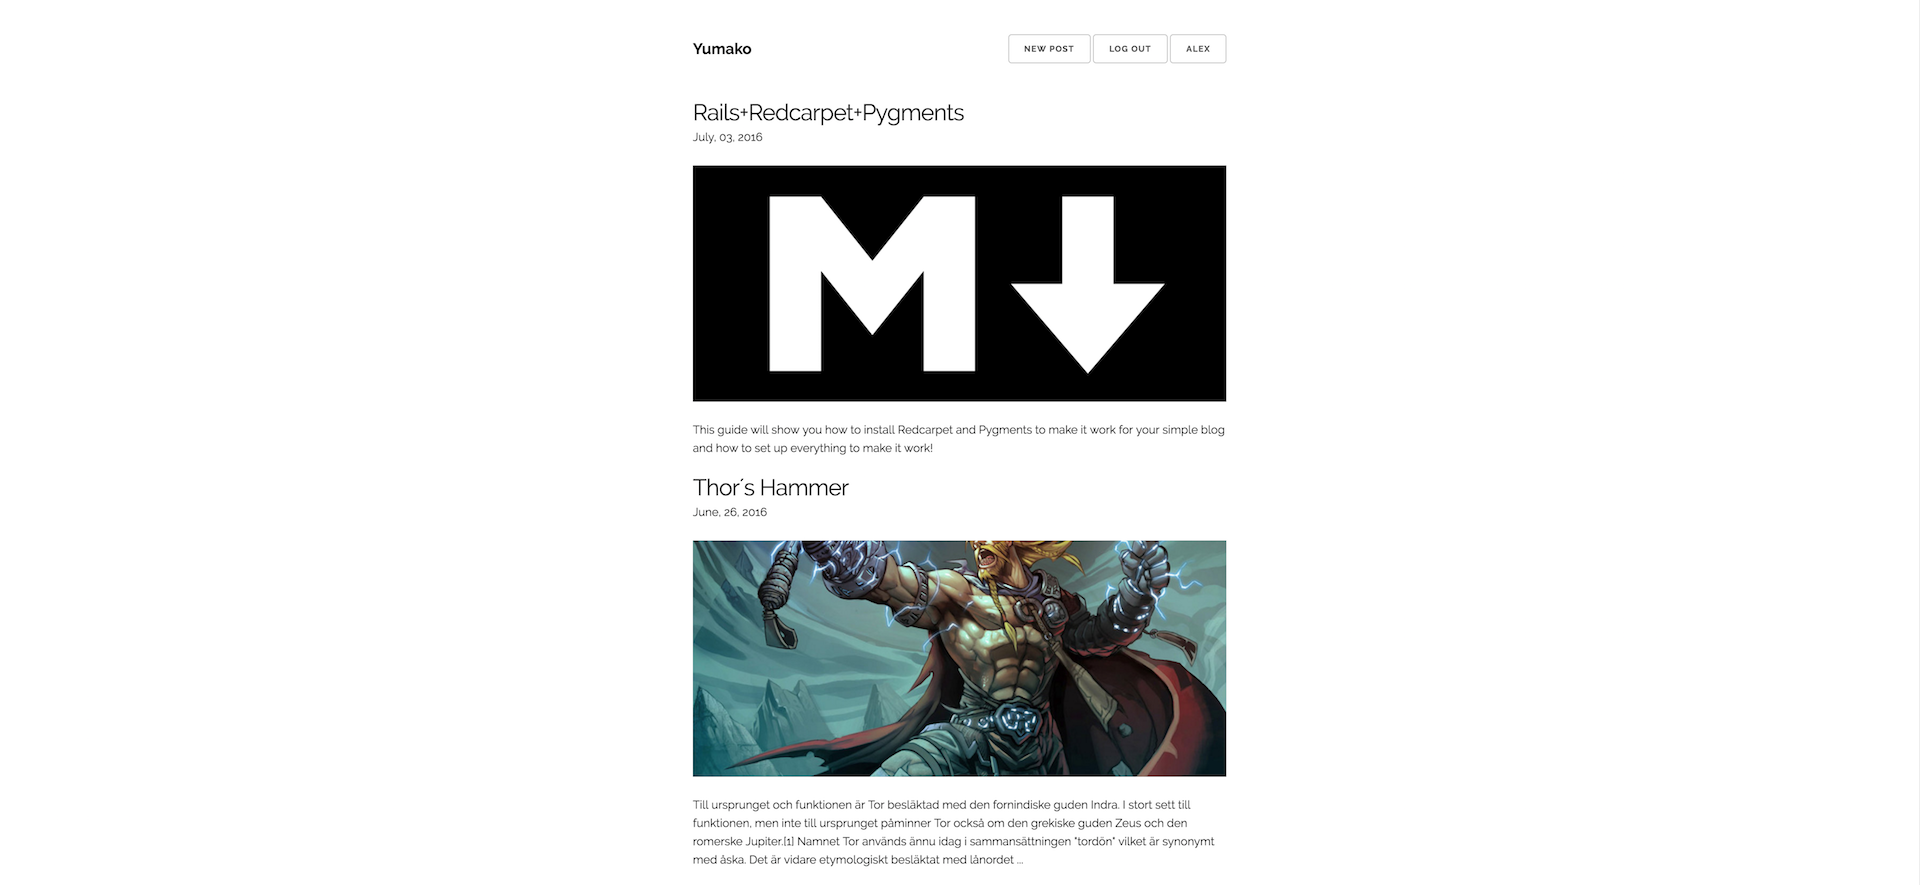 Yumako
NEW POST
LOG OUT
ALEX
Rails+Redcarpet+Pygments
July, 03, 2016
M
This guide will show you how to install Redcarpet and Pygments to make it work for your simple blog
and how to set up everything to make it work!
Thor´s Hammer
June, 26, 2016
Till ursprunget och funktionen är Tor besläktad med den fornindiske guden Indra. I stort sett till
funktionen, men inte till ursprunget påminner Tor också om den grekiske guden Zeus och den
romerske Jupiter.[1] Namnet Tor används ännu idag i sammansättningen "tordön" vilket är synonymt
med åska. Det är vidare etymologiskt besläktat med lånordet ...